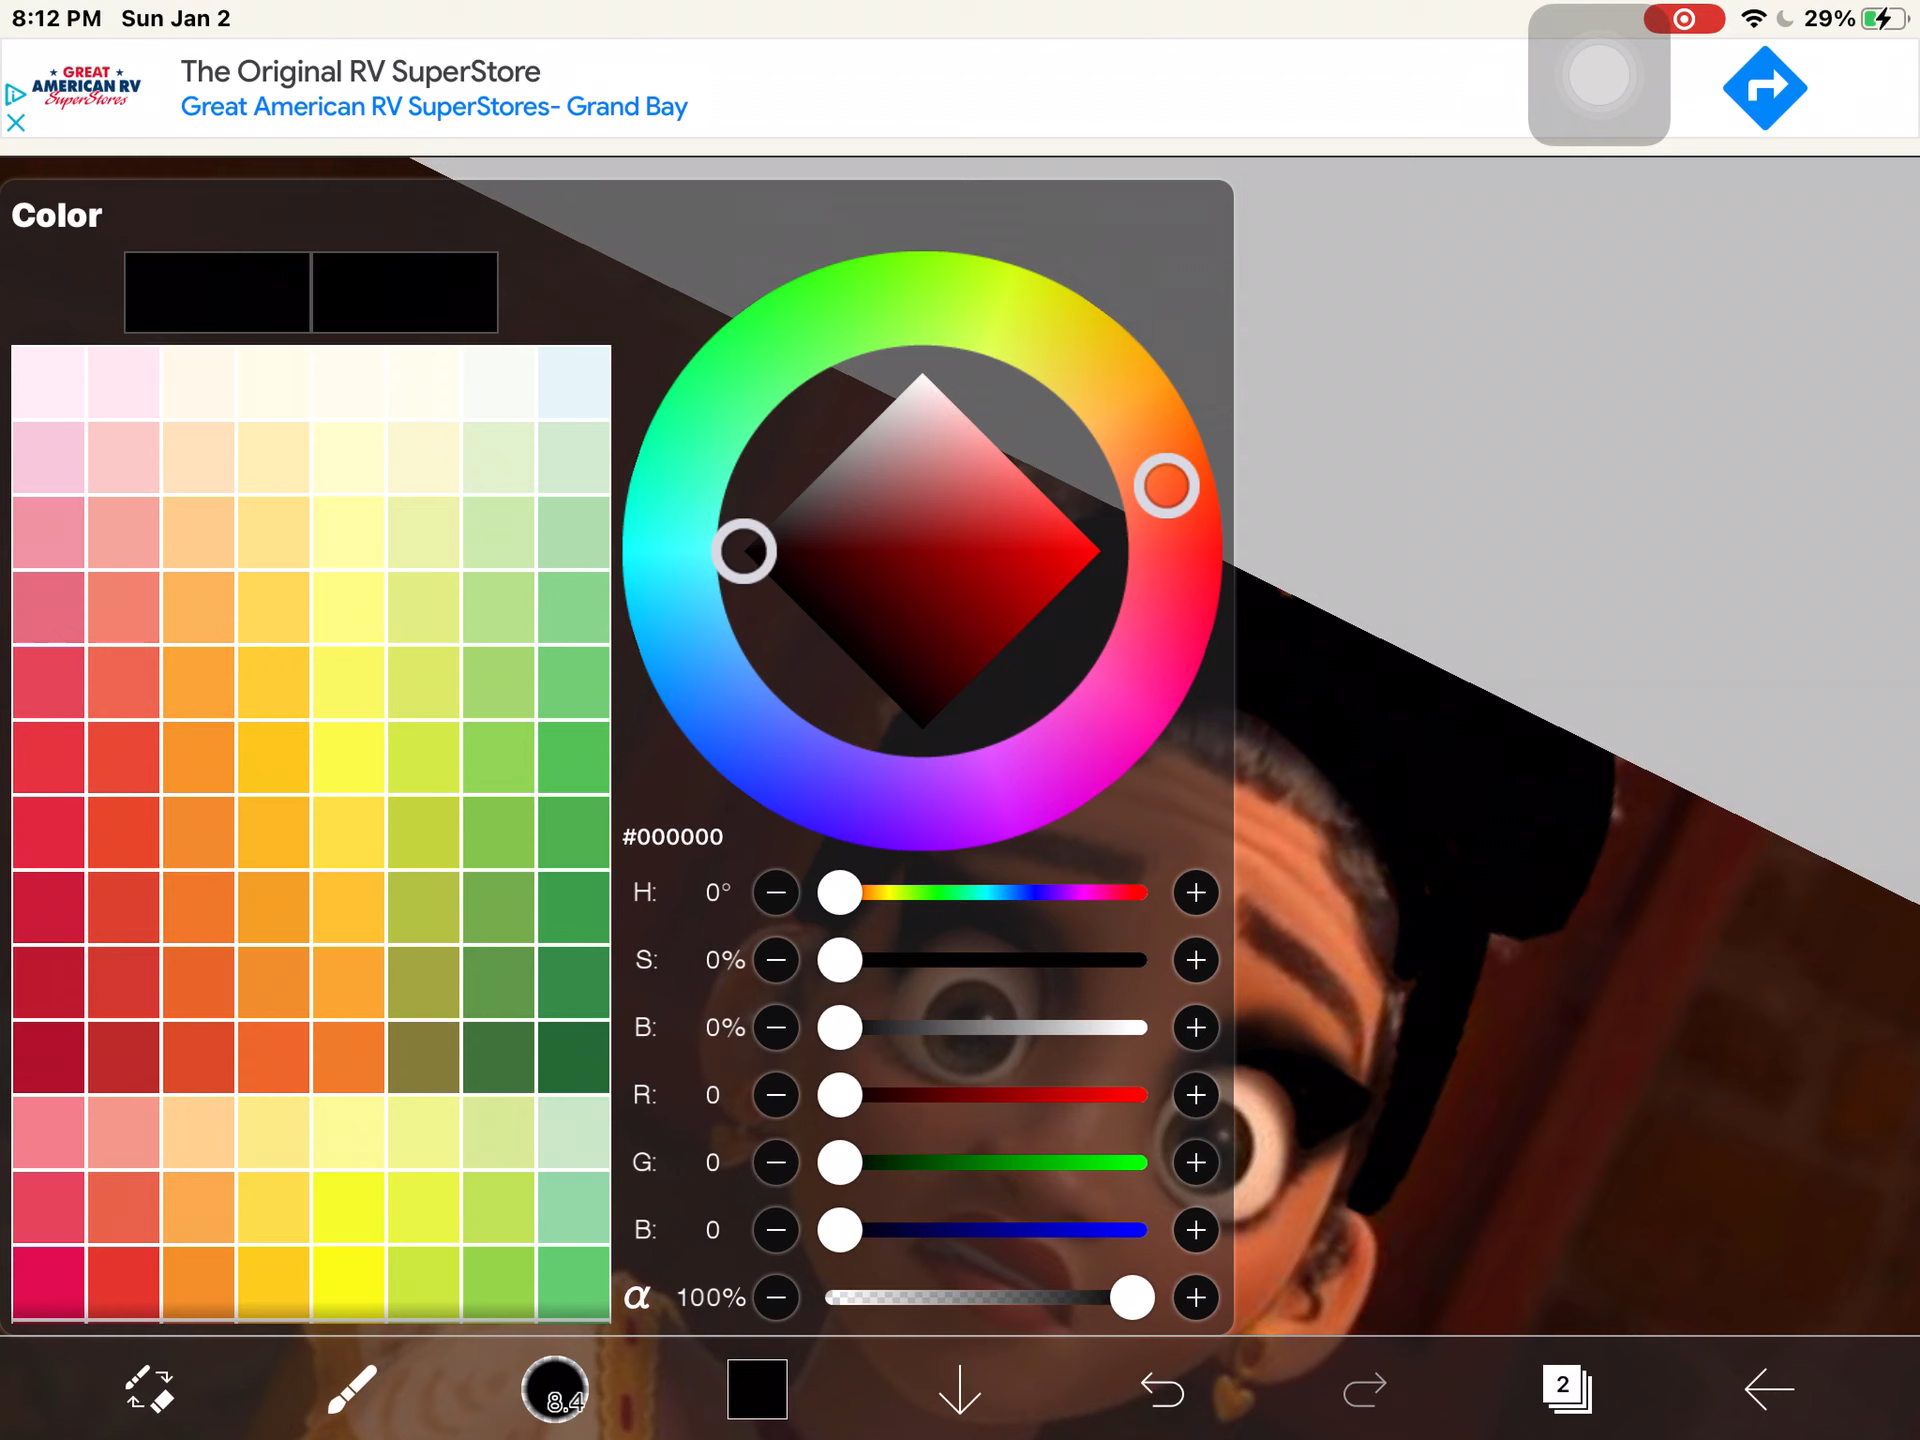 8:12 PM Sun Jan 2
29%
GREAT
AMERICAN RV
SuperStores
The Original RV SuperStore
Great American RV SuperStores- Grand Bay
Color
#000000
H: 0°
S: 0%
B: 0%
R: 0
G: 0
B: 0
α 100%
8.4
2